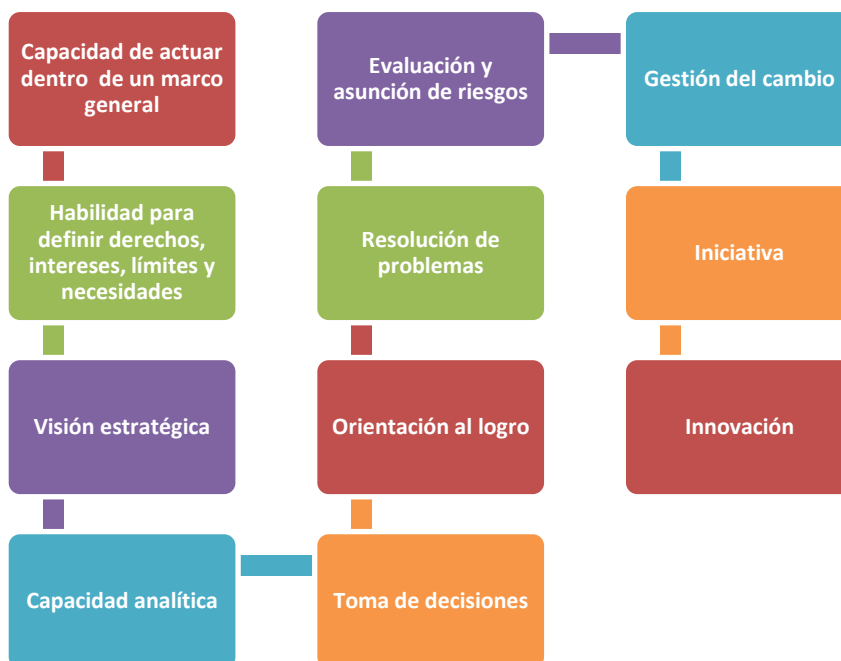 Capacidad de actuar
dentro de un marco
general
Habilidad para
definir derechos,
intereses, límites y
necesidades
Visión estratégica
Capacidad analítica
Toma de decisiones
Orientación al logro
Resolución de
problemas
Evaluación y
asunción de riesgos
Gestión del cambio
Iniciativa
Innovación